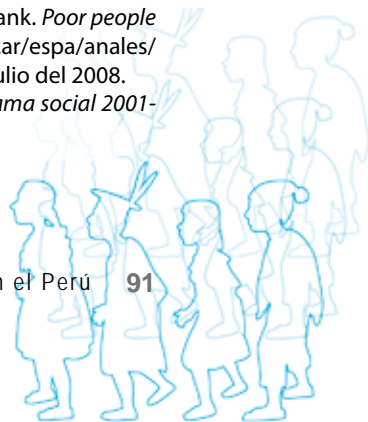 ank. Poor people
.ar/espa/anales/
ulio del 2008.
ama social 2001-
n el Perú 91